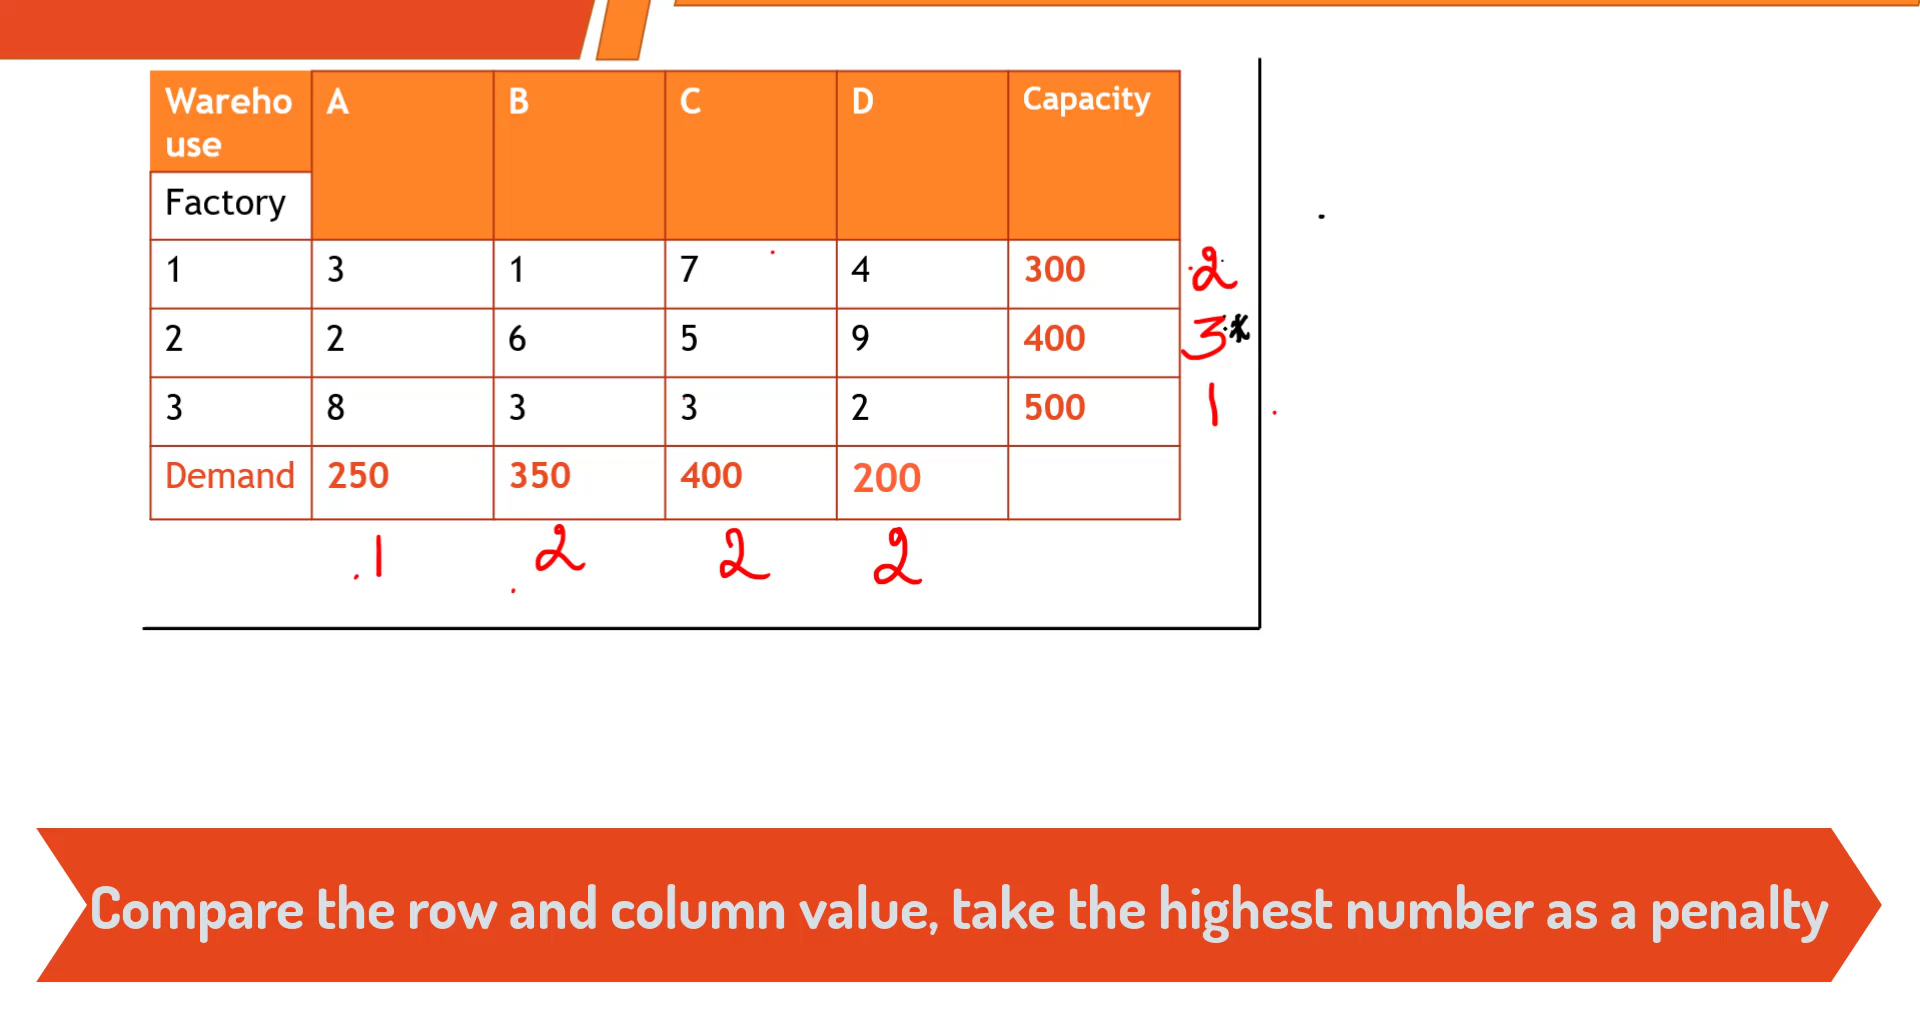 Wareho A B C D Capacity
use
Factory
1 3 1 7 4 300 2
2 2 6 5 9 400 3*
3 8 3 3 2 500 1
Demand 250 350 400 200
1 2 2 2
Compare the row and column value, take the highest number as a penalty